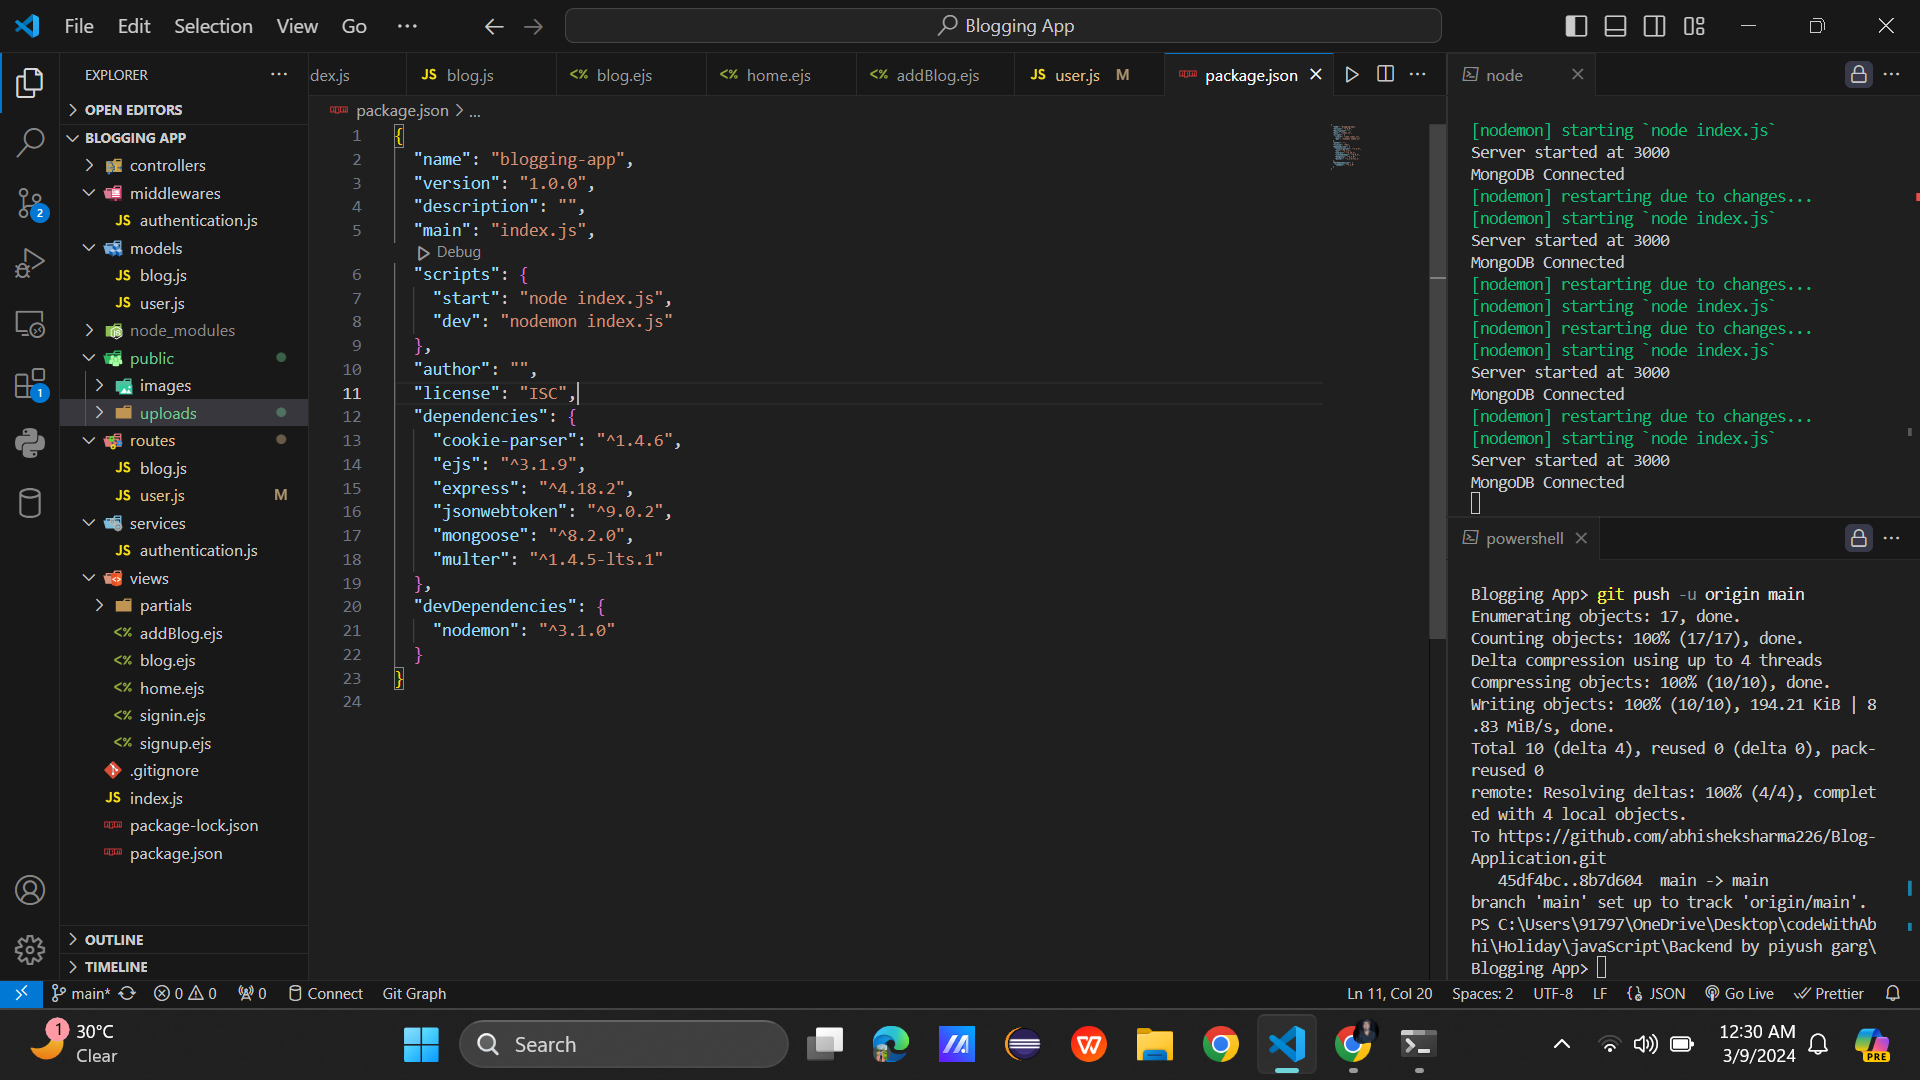 File Edit Selection View Go ···
Blogging App
EXPLORER ···
OPEN EDITORS
BLOGGING APP
controllers
middlewares
JS authentication.js
models
JS blog.js
JS user.js
node_modules
public
images
uploads
routes
JS blog.js
JS user.js M
services
JS authentication.js
views
partials
<% addBlog.ejs
<% blog.ejs
<% home.ejs
<% signin.ejs
<% signup.ejs
.gitignore
JS index.js
package-lock.json
package.json
OUTLINE
TIMELINE
2
1
dex.js JS blog.js <% blog.ejs <% home.ejs <% addBlog.ejs JS user.js M package.json
package.json > ...
1 {
2 "name": "blogging-app",
3 "version": "1.0.0",
4 "description": "",
5 "main": "index.js",
Debug
6 "scripts": {
7 "start": "node index.js",
8 "dev": "nodemon index.js"
9 },
10 "author": "",
11 "license": "ISC",
12 "dependencies": {
13 "cookie-parser": "^1.4.6",
14 "ejs": "^3.1.9",
15 "express": "^4.18.2",
16 "jsonwebtoken": "^9.0.2",
17 "mongoose": "^8.2.0",
18 "multer": "^1.4.5-lts.1"
19 },
20 "devDependencies": {
21 "nodemon": "^3.1.0"
22 }
23 }
24
node
[nodemon] starting `node index.js`
Server started at 3000
MongoDB Connected
[nodemon] restarting due to changes...
[nodemon] starting `node index.js`
Server started at 3000
MongoDB Connected
[nodemon] restarting due to changes...
[nodemon] starting `node index.js`
[nodemon] restarting due to changes...
[nodemon] starting `node index.js`
Server started at 3000
MongoDB Connected
[nodemon] restarting due to changes...
[nodemon] starting `node index.js`
Server started at 3000
MongoDB Connected
powershell
Blogging App> git push -u origin main
Enumerating objects: 17, done.
Counting objects: 100% (17/17), done.
Delta compression using up to 4 threads
Compressing objects: 100% (10/10), done.
Writing objects: 100% (10/10), 194.21 KiB | 8
.83 MiB/s, done.
Total 10 (delta 4), reused 0 (delta 0), pack-
reused 0
remote: Resolving deltas: 100% (4/4), complet
ed with 4 local objects.
To https://github.com/abhisheksharma226/Blog-
Application.git
45df4bc..8b7d604 main -> main
branch 'main' set up to track 'origin/main'.
PS C:\Users\91797\OneDrive\Desktop\codeWithAb
hi\Holiday\javaScript\Backend by piyush garg\
Blogging App>
main* 0 0 0 Connect Git Graph Ln 11, Col 20 Spaces: 2 UTF-8 LF JSON Go Live Prettier
1
30°C
Clear
Search
12:30 AM
3/9/2024
PRE